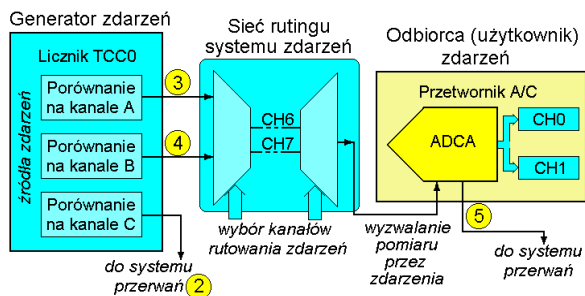 Generator zdarzeń
Licznik TCC0
źródła zdarzeń
Porównanie
na kanale A
Porównanie
na kanale B
Porównanie
na kanale C
3
4
do systemu
przerwań 2
Sieć rutingu
systemu zdarzeń
CH6
CH7
wybór kanałów
rutowania zdarzeń
Odbiorca (użytkownik)
zdarzeń
Przetwornik A/C
ADCA
CH0
CH1
wyzwalanie
pomiaru
przez
zdarzenia
5
do systemu
przerwań